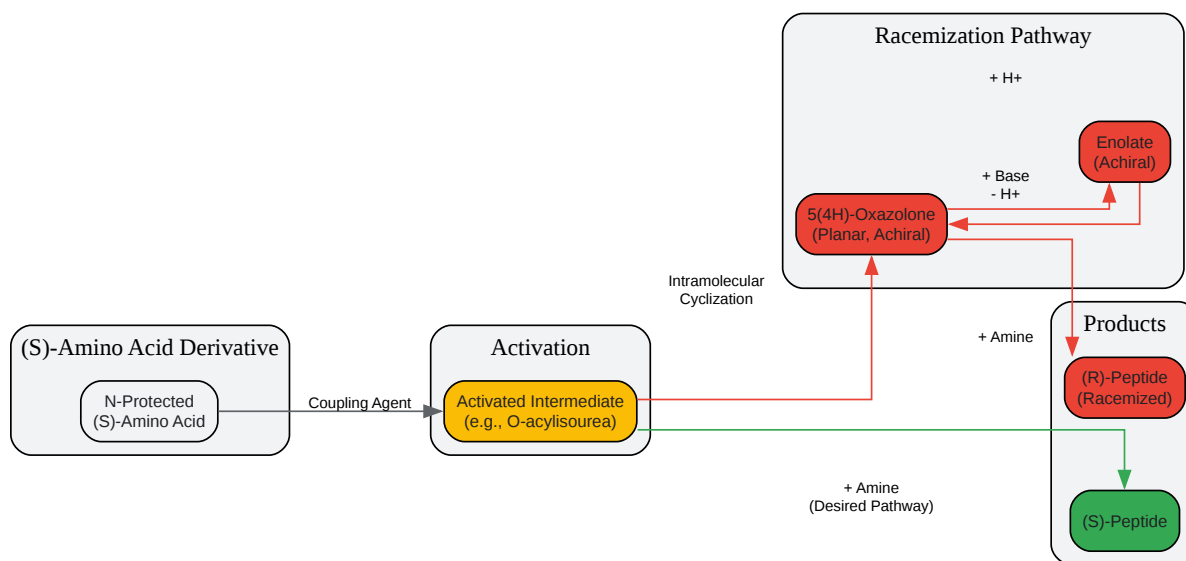 Racemization Pathway
+ H+
Enolate
(Achiral)
+ Base
- H+
5(4H)-Oxazolone
(Planar, Achiral)
Intramolecular
Cyclization
(S)-Amino Acid Derivative
N-Protected
(S)-Amino Acid
Coupling Agent
Activation
Activated Intermediate
(e.g., O-acylisourea)
+ Amine
Products
(R)-Peptide
(Racemized)
+ Amine
(Desired Pathway)
(S)-Peptide